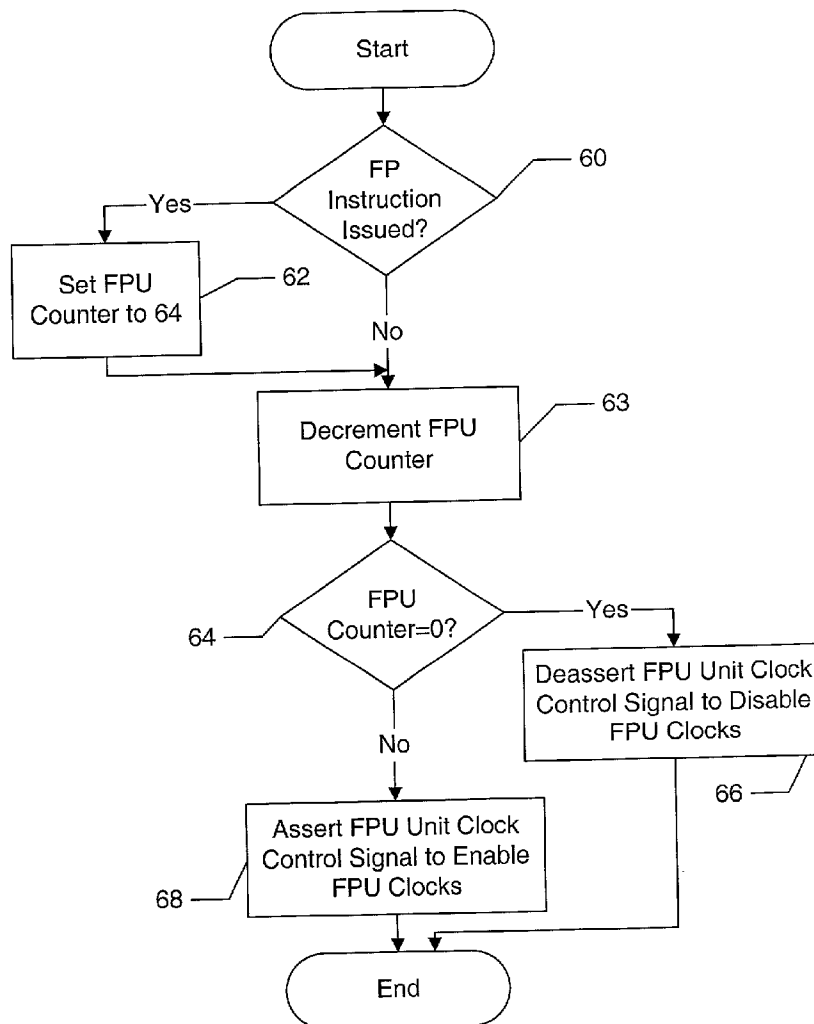 Start
FP
Instruction
Issued?
60
Yes
Set FPU
Counter to 64
62
No
Decrement FPU
Counter
63
FPU
Counter=0?
64
Yes
Deassert FPU Unit Clock
Control Signal to Disable
FPU Clocks
66
No
Assert FPU Unit Clock
Control Signal to Enable
FPU Clocks
68
End